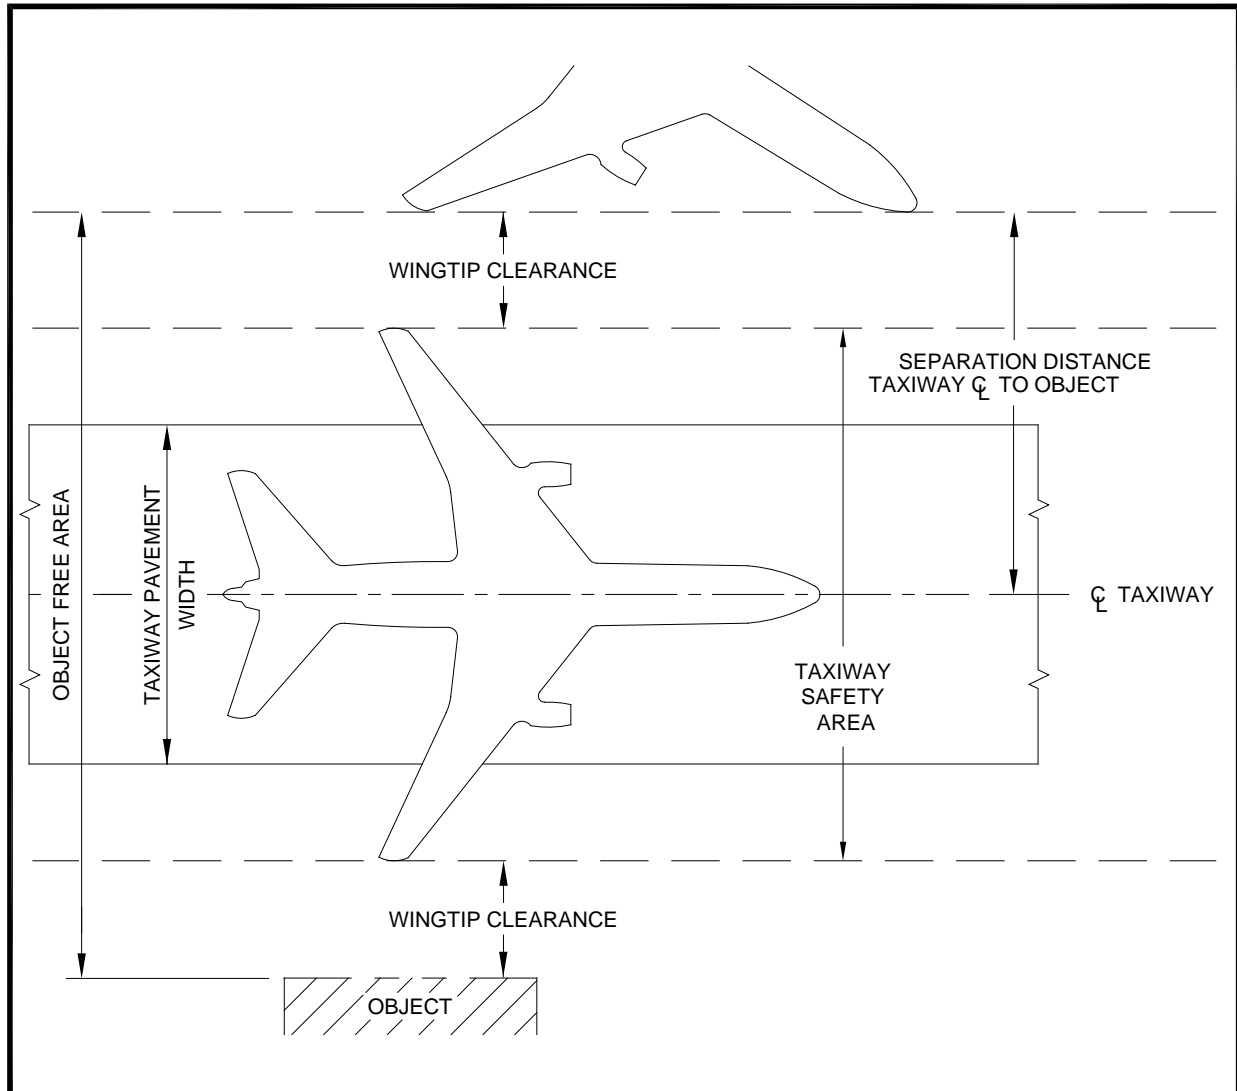 WINGTIP CLEARANCE
SEPARATION DISTANCE
TAXIWAY ℄ TO OBJECT
OBJECT FREE AREA
TAXIWAY PAVEMENT
WIDTH
℄ TAXIWAY
TAXIWAY
SAFETY
AREA
WINGTIP CLEARANCE
OBJECT